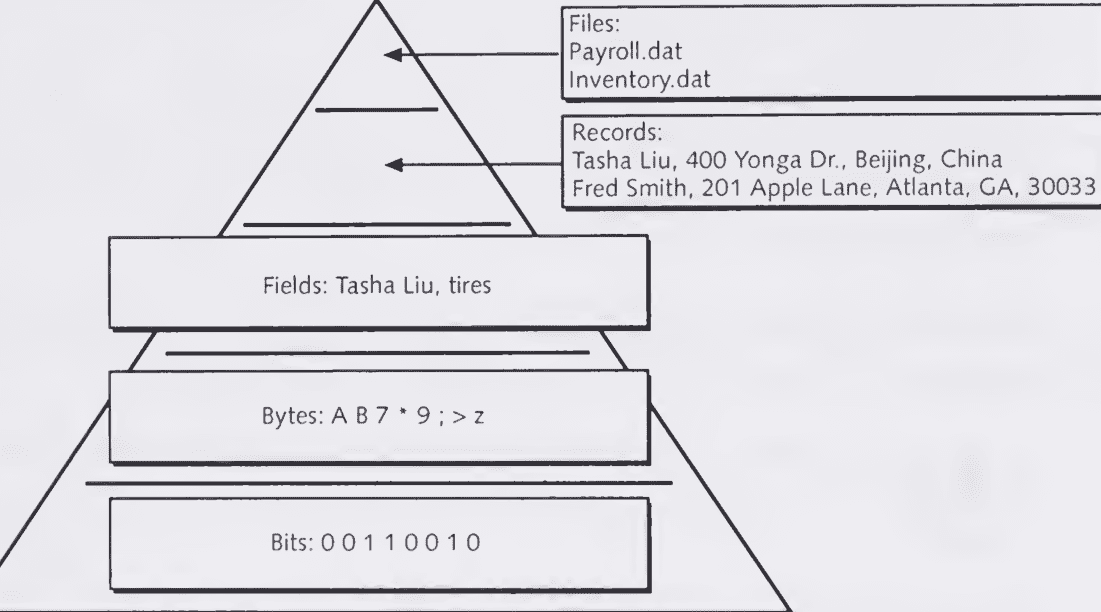 Files:
Payroll.dat
Inventory.dat
Records:
Tasha Liu, 400 Yonga Dr., Beijing, China
Fred Smith, 201 Apple Lane, Atlanta, GA, 30033
Fields: Tasha Liu, tires
Bytes: A B 7 * 9 ; > z
Bits: 0 0 1 1 0 0 1 0